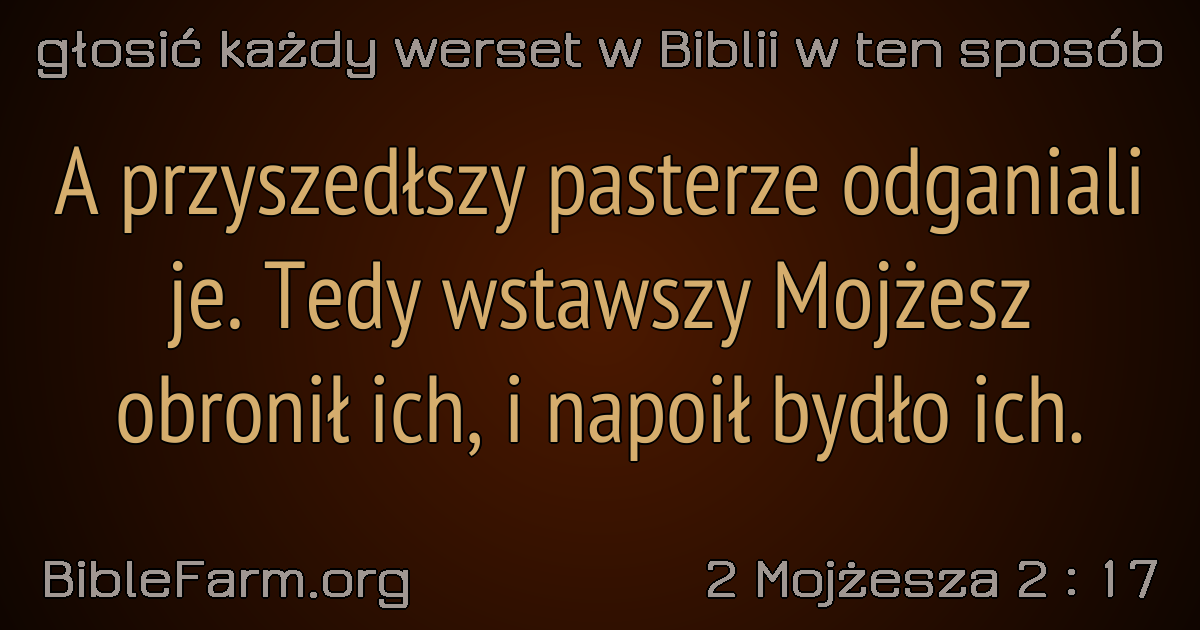 głosić każdy werset w Biblii w ten sposób
A przyszedłszy pasterze odganiali
je. Tedy wstawszy Mojżesz
obronił ich, i napoił bydło ich.
BibleFarm.org
2 Mojżesza 2 : 17